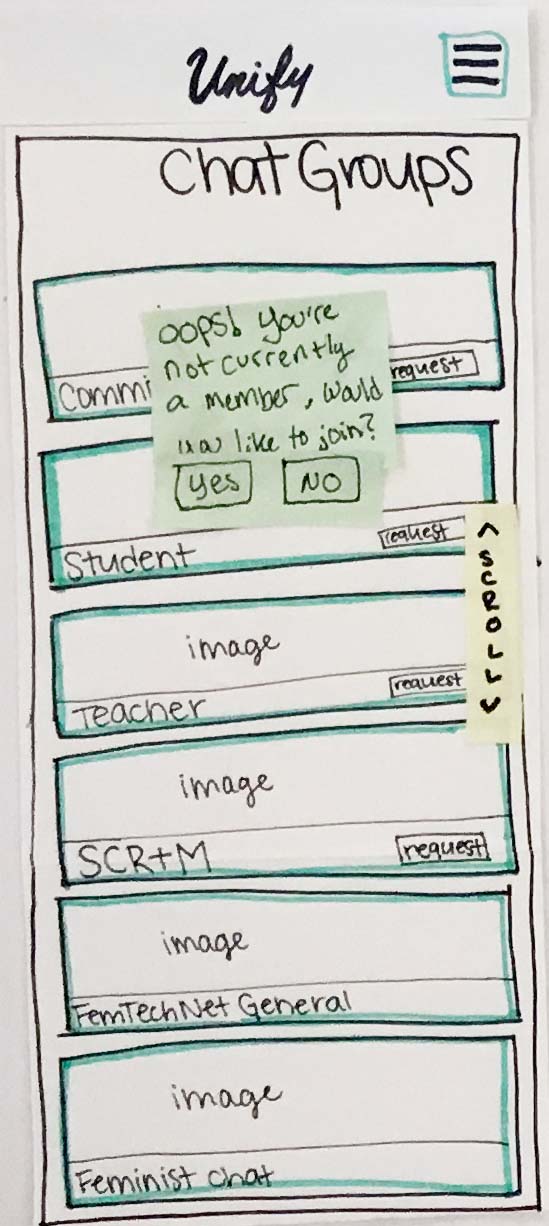 Unify
Chat Groups
oops! You're
not currently
a member, would
you like to join?
Yes
NO
Commi
request
Student
request
SCROLL
image
Teacher
request
image
SCR+M
request
image
FemTechNet General
image
Feminist chat